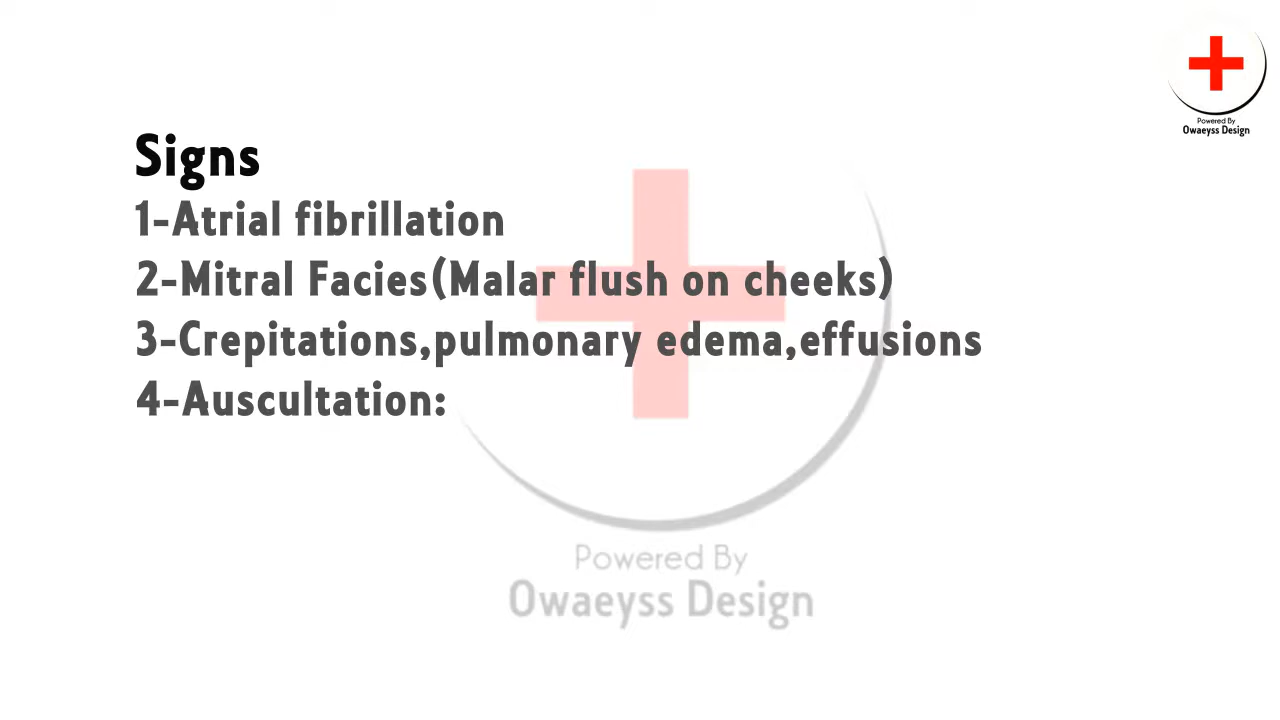 Powered By
Owaeyss Design
Signs
1-Atrial fibrillation
2-Mitral Facies(Malar flush on cheeks)
3-Crepitations,pulmonary edema,effusions
4-Auscultation:
Powered By
Owaeyss Design